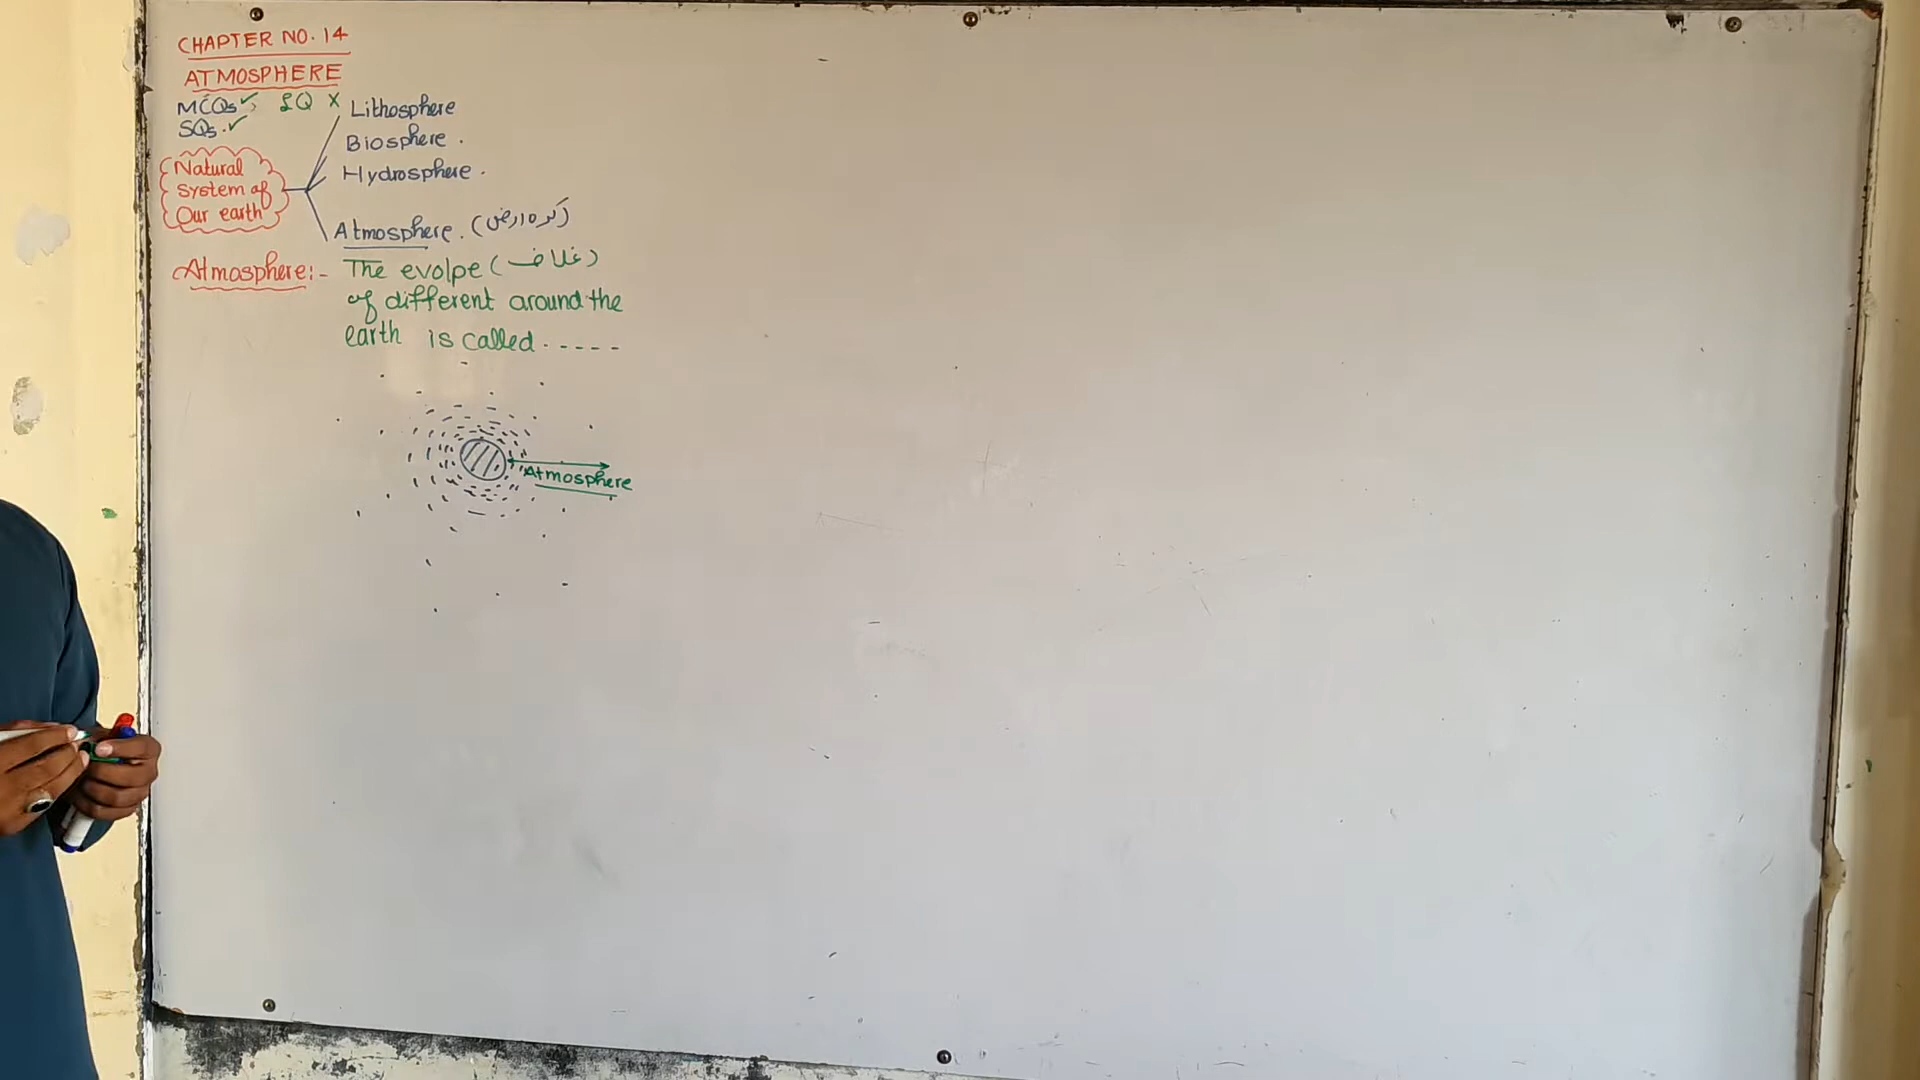 CHAPTER NO. 14
ATMOSPHERE
MCQs ✓, LQ ×
SQs. ✓
Natural
system of
Our earth
Lithosphere
Biosphere.
Hydrosphere.
Atmosphere. (کرہ ارض)
Atmosphere:- The evolpe (غلاف)
of different around the
earth is called.----
Atmosphere